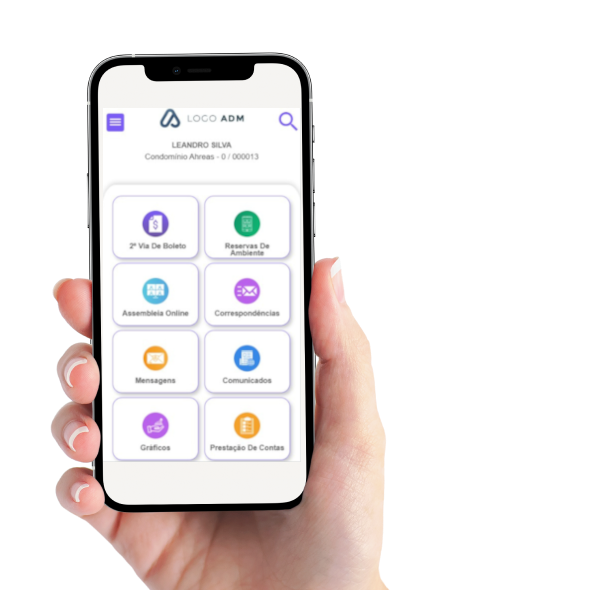 LOGO ADM
LEANDRO SILVA
Condomínio Ahreas - 0 / 000013
2ª Via De Boleto
Reservas De
Ambiente
Assembleia Online
Correspondências
Mensagens
Comunicados
Gráficos
Prestação De Contas